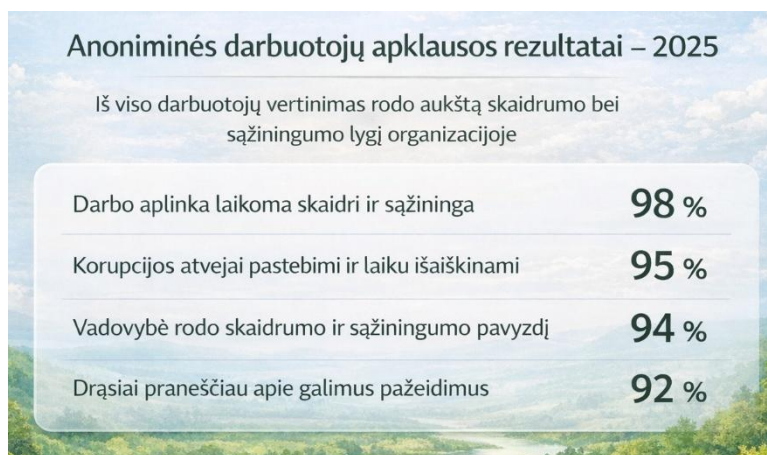 Anoniminės darbuotojų apklausos rezultatai – 2025
Iš viso darbuotojų vertinimas rodo aukštą skaidrumo bei
sąžiningumo lygį organizacijoje
Darbo aplinka laikoma skaidri ir sąžininga 98 %
Korupcijos atvejai pastebimi ir laiku išaiškinami 95 %
Vadovybė rodo skaidrumo ir sąžiningumo pavyzdį 94 %
Drąsiai praneščiau apie galimus pažeidimus 92 %